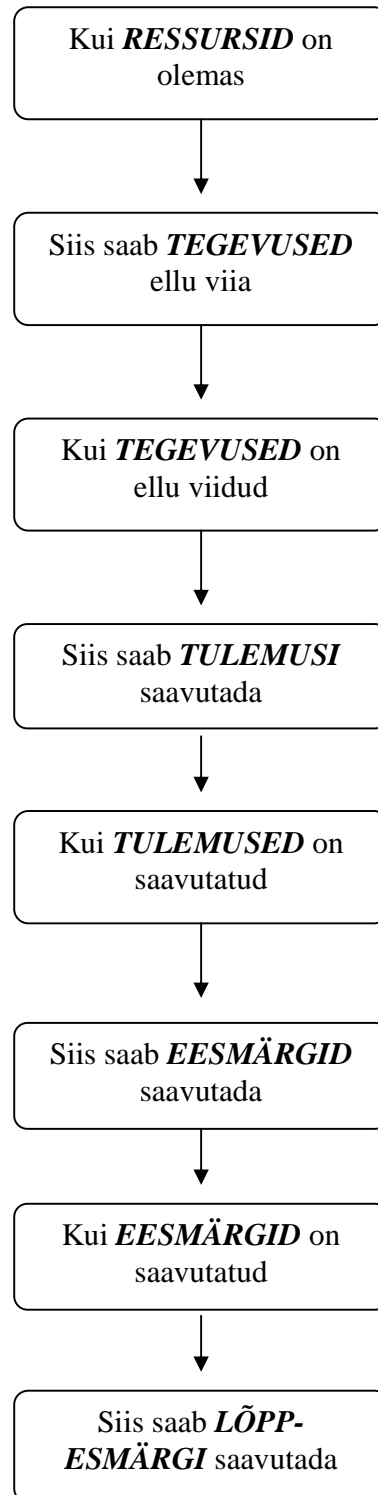 Kui RESSURSID on
olemas
Siis saab TEGEVUSED
ellu viia
Kui TEGEVUSED on
ellu viidud
Siis saab TULEMUSI
saavutada
Kui TULEMUSED on
saavutatud
Siis saab EESMÄRGID
saavutada
Kui EESMÄRGID on
saavutatud
Siis saab LÕPP-
ESMÄRGI saavutada